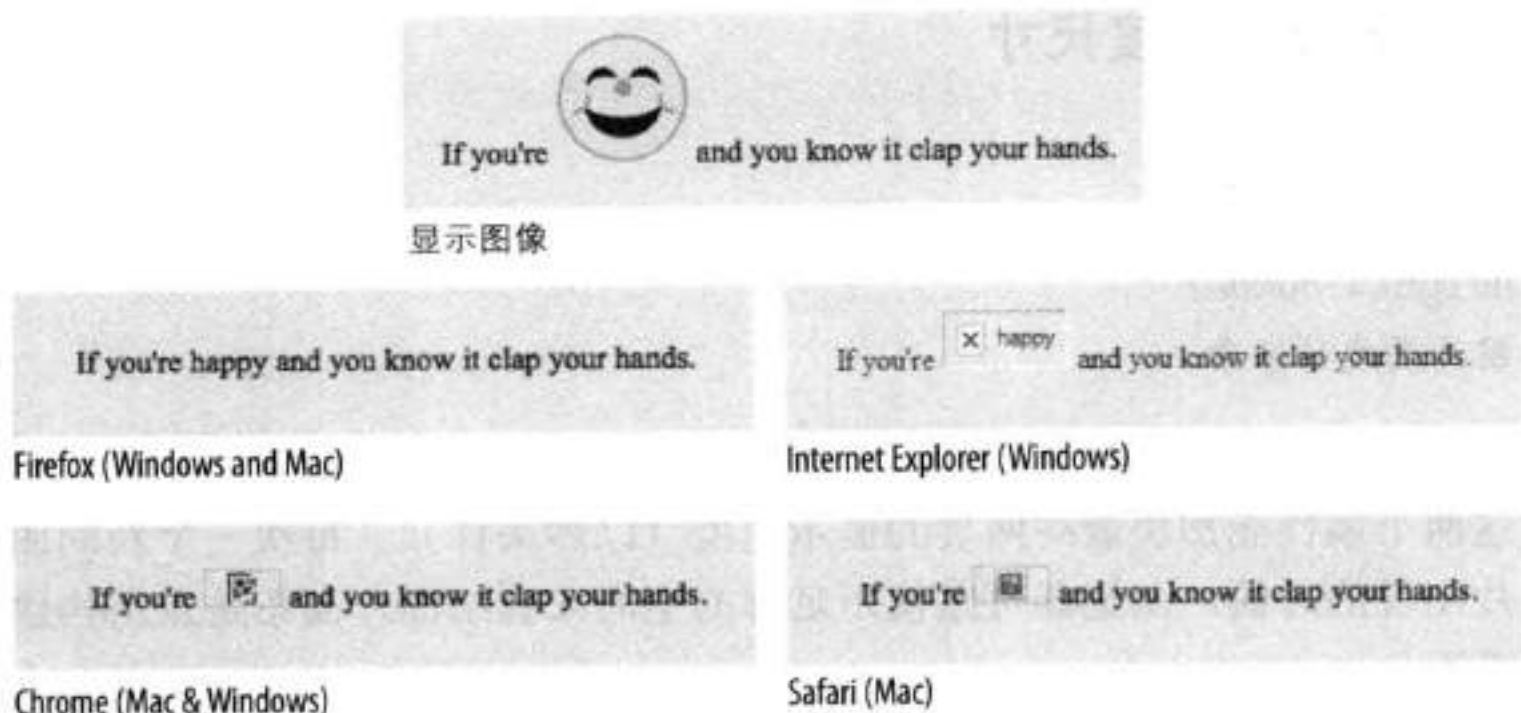 If you're and you know it clap your hands.
显示图像
If you're happy and you know it clap your hands.
Firefox (Windows and Mac)
If you're happy and you know it clap your hands.
Internet Explorer (Windows)
If you're and you know it clap your hands.
Chrome (Mac & Windows)
If you're and you know it clap your hands.
Safari (Mac)